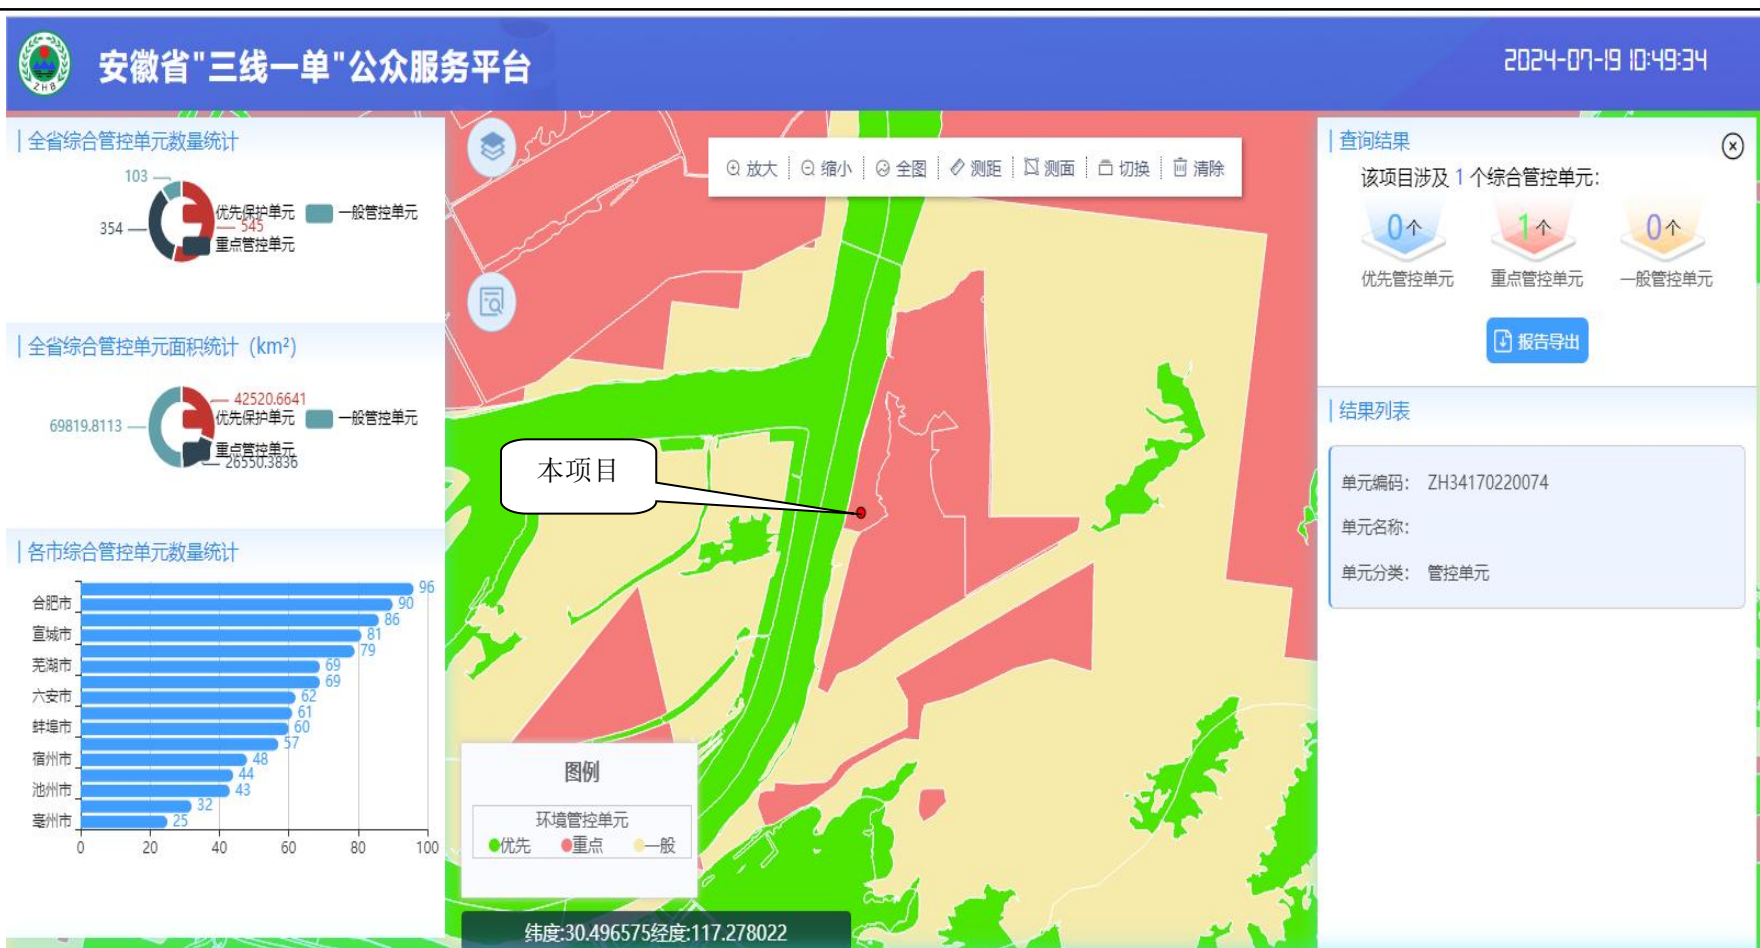 安徽省"三线一单"公众服务平台
2024-07-19 10:49:34
ZHB
全省综合管控单元数量统计
103
354
545
优先保护单元
一般管控单元
重点管控单元
全省综合管控单元面积统计（km²）
42520.6641
69819.8113
优先保护单元
一般管控单元
重点管控单元
26550.3836
各市综合管控单元数量统计
96
合肥市
90
86
宣城市
81
79
芜湖市
69
69
六安市
62
61
蚌埠市
60
57
宿州市
48
44
池州市
43
32
亳州市
25
0 20 40 60 80 100
放大 缩小 全图 测距 测面 切换 清除
本项目
图例
环境管控单元
优先 重点 一般
纬度:30.496575经度:117.278022
查询结果
该项目涉及 1 个综合管控单元：
0个 1个 0个
优先管控单元 重点管控单元 一般管控单元
报告导出
结果列表
单元编码： ZH34170220074
单元名称：
单元分类： 管控单元